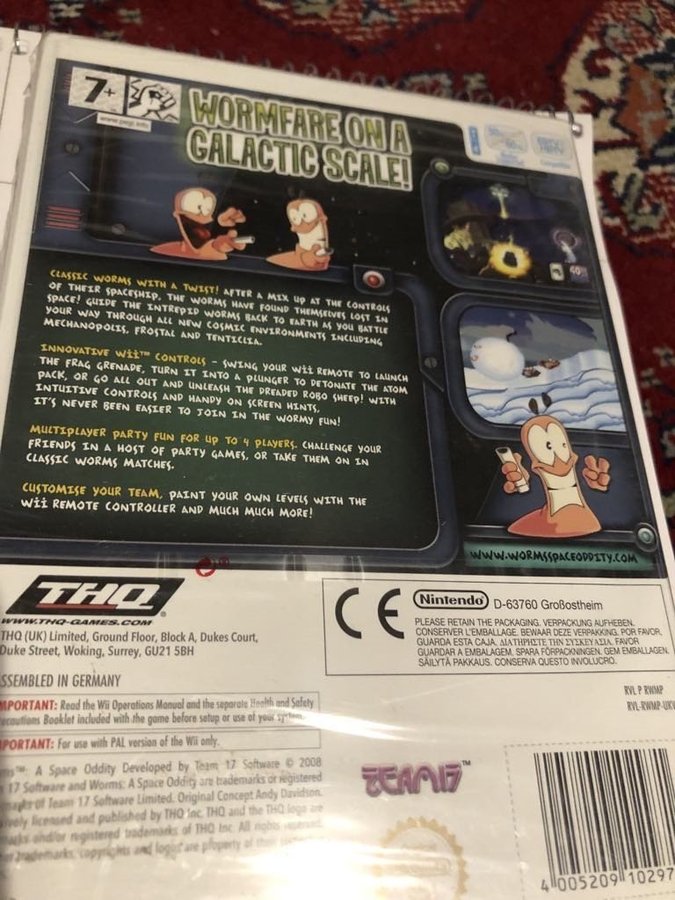 7+
www.pegi.info
WORMFARE ON A
GALACTIC SCALE!
CLASSIC WORMS WITH A TWIST! AFTER A MIX UP AT THE CONTROLS
OF THEIR SPACESHIP, THE WORMS HAVE FOUND THEMSELVES LOST IN
SPACE! GUIDE THE INTREPID WORMS BACK TO EARTH AS YOU BATTLE
YOUR WAY THROUGH ALL NEW COSMIC ENVIRONMENTS INCLUDING
MECHANOPOLIS, FROSTAL AND TENTICLIA.
INNOVATIVE Wii™ CONTROLS - SWING YOUR Wii REMOTE TO LAUNCH
THE FRAG GRENADE, TURN IT INTO A PLUNGER TO DETONATE THE ATOM
PACK, OR GO ALL OUT AND UNLEASH THE DREADED ROBO SHEEP! WITH
INTUITIVE CONTROLS AND HANDY ON SCREEN HINTS,
IT'S NEVER BEEN EASIER TO JOIN IN THE WORMY FUN!
MULTIPLAYER PARTY FUN FOR UP TO 4 PLAYERS. CHALLENGE YOUR
FRIENDS IN A HOST OF PARTY GAMES, OR TAKE THEM ON IN
CLASSIC WORMS MATCHES.
CUSTOMISE YOUR TEAM, PAINT YOUR OWN LEVELS WITH THE
Wii REMOTE CONTROLLER AND MUCH MUCH MORE!
WWW.WORMSSPACEODDITY.COM
THQ®
WWW.THQ-GAMES.COM
THQ (UK) Limited, Ground Floor, Block A, Dukes Court,
Duke Street, Woking, Surrey, GU21 5BH
ASSEMBLED IN GERMANY
CE Nintendo D-63760 Großostheim
PLEASE RETAIN THE PACKAGING. VERPACKUNG AUFHEBEN.
CONSERVER L'EMBALLAGE. BEWAAR DEZE VERPAKKING. POR FAVOR,
GUARDA ESTA CAJA. ΔΙΑΤΗΡΗΣΤΕ ΤΗΝ ΣΥΣΚΕΥΑΣΙΑ. FAVOR
GUARDAR A EMBALAGEM. SPARA FÖRPACKNINGEN. GEM EMBALLAGEN.
SÄILYTÄ PAKKAUS. CONSERVA QUESTO INVOLUCRO.
RVL P RWMP
RVL-RWMP-UKV
IMPORTANT: Read the Wii Operations Manual and the separate Health and Safety
Precautions Booklet included with the game before setup or use of your system.
IMPORTANT: For use with PAL version of the Wii only.
™ A Space Oddity Developed by Team 17 Software © 2008
17 Software and Worms: A Space Oddity are trademarks or registered
of Team 17 Software Limited. Original Concept Andy Davidson.
licensed and published by THQ Inc. THQ and the THQ logo are
and/or registered trademarks of THQ Inc. All rights reserved.
trademarks, copyrights and logos are property of
TEAM17™
4 005209 10297